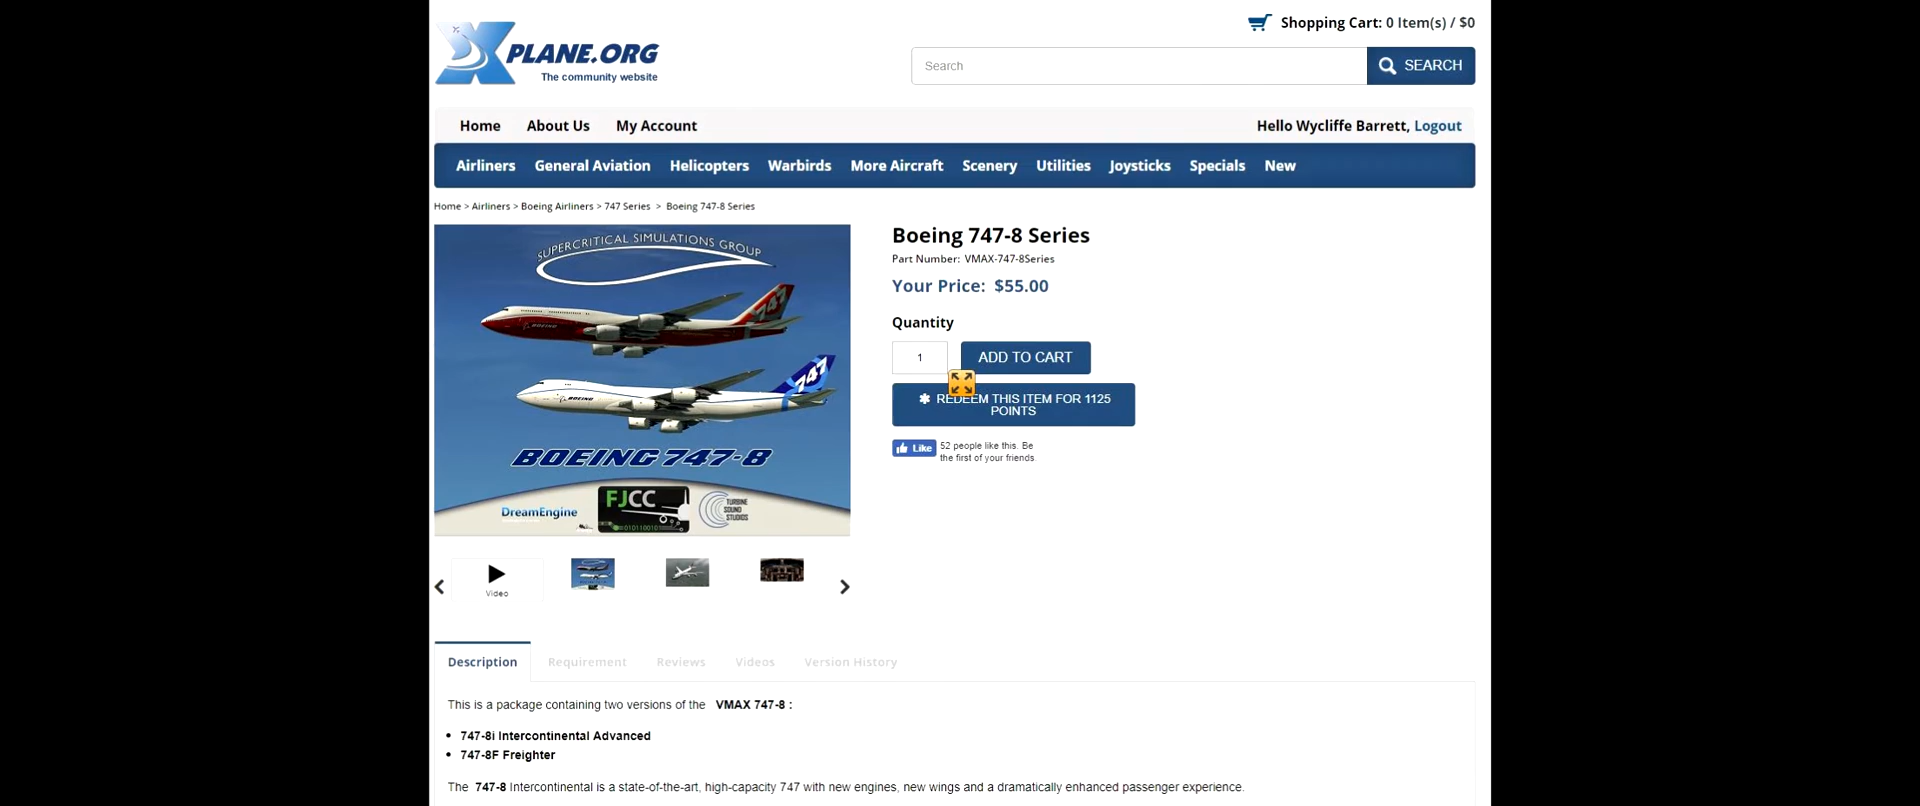 Shopping Cart: 0 Item(s) / $0
PLANE.ORG
The community website
Search
SEARCH
Home About Us My Account
Hello Wycliffe Barrett, Logout
Airliners General Aviation Helicopters Warbirds More Aircraft Scenery Utilities Joysticks Specials New
Home > Airliners > Boeing Airliners > 747 Series > Boeing 747-8 Series
SUPERCRITICAL SIMULATIONS GROUP
747
BOEING
747
BOEING
BOEING 747-8
DreamEngine
FJCC
010110010
TURBINE
SOUND
STUDIOS
Boeing 747-8 Series
Part Number: VMAX-747-8Series
Your Price: $55.00
Quantity
1
ADD TO CART
✱ REDEEM THIS ITEM FOR 1125
POINTS
Like
52 people like this. Be
the first of your friends.
Video
Description Requirement Reviews Videos Version History
This is a package containing two versions of the VMAX 747-8 :
• 747-8i Intercontinental Advanced
• 747-8F Freighter
The 747-8 Intercontinental is a state-of-the-art, high-capacity 747 with new engines, new wings and a dramatically enhanced passenger experience.